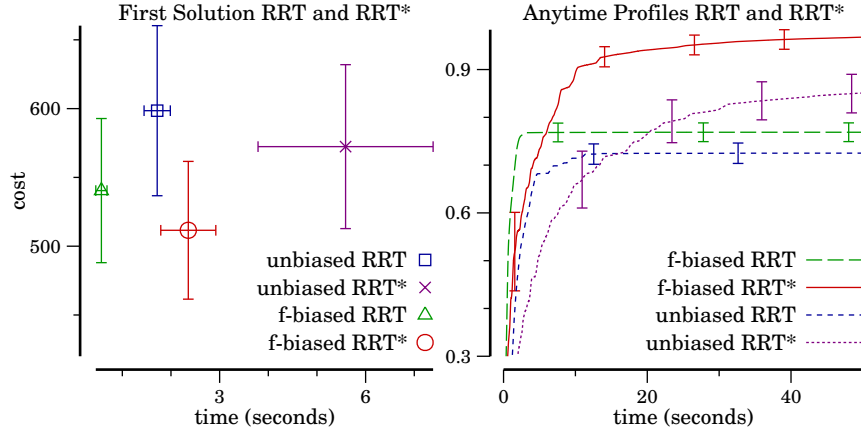 First Solution RRT and RRT*
600
500
cost
unbiased RRT
unbiased RRT*
f-biased RRT
f-biased RRT*
3
6
time (seconds)
Anytime Profiles RRT and RRT*
0.9
0.6
0.3
f-biased RRT
f-biased RRT*
unbiased RRT
unbiased RRT*
0
20
40
time (seconds)